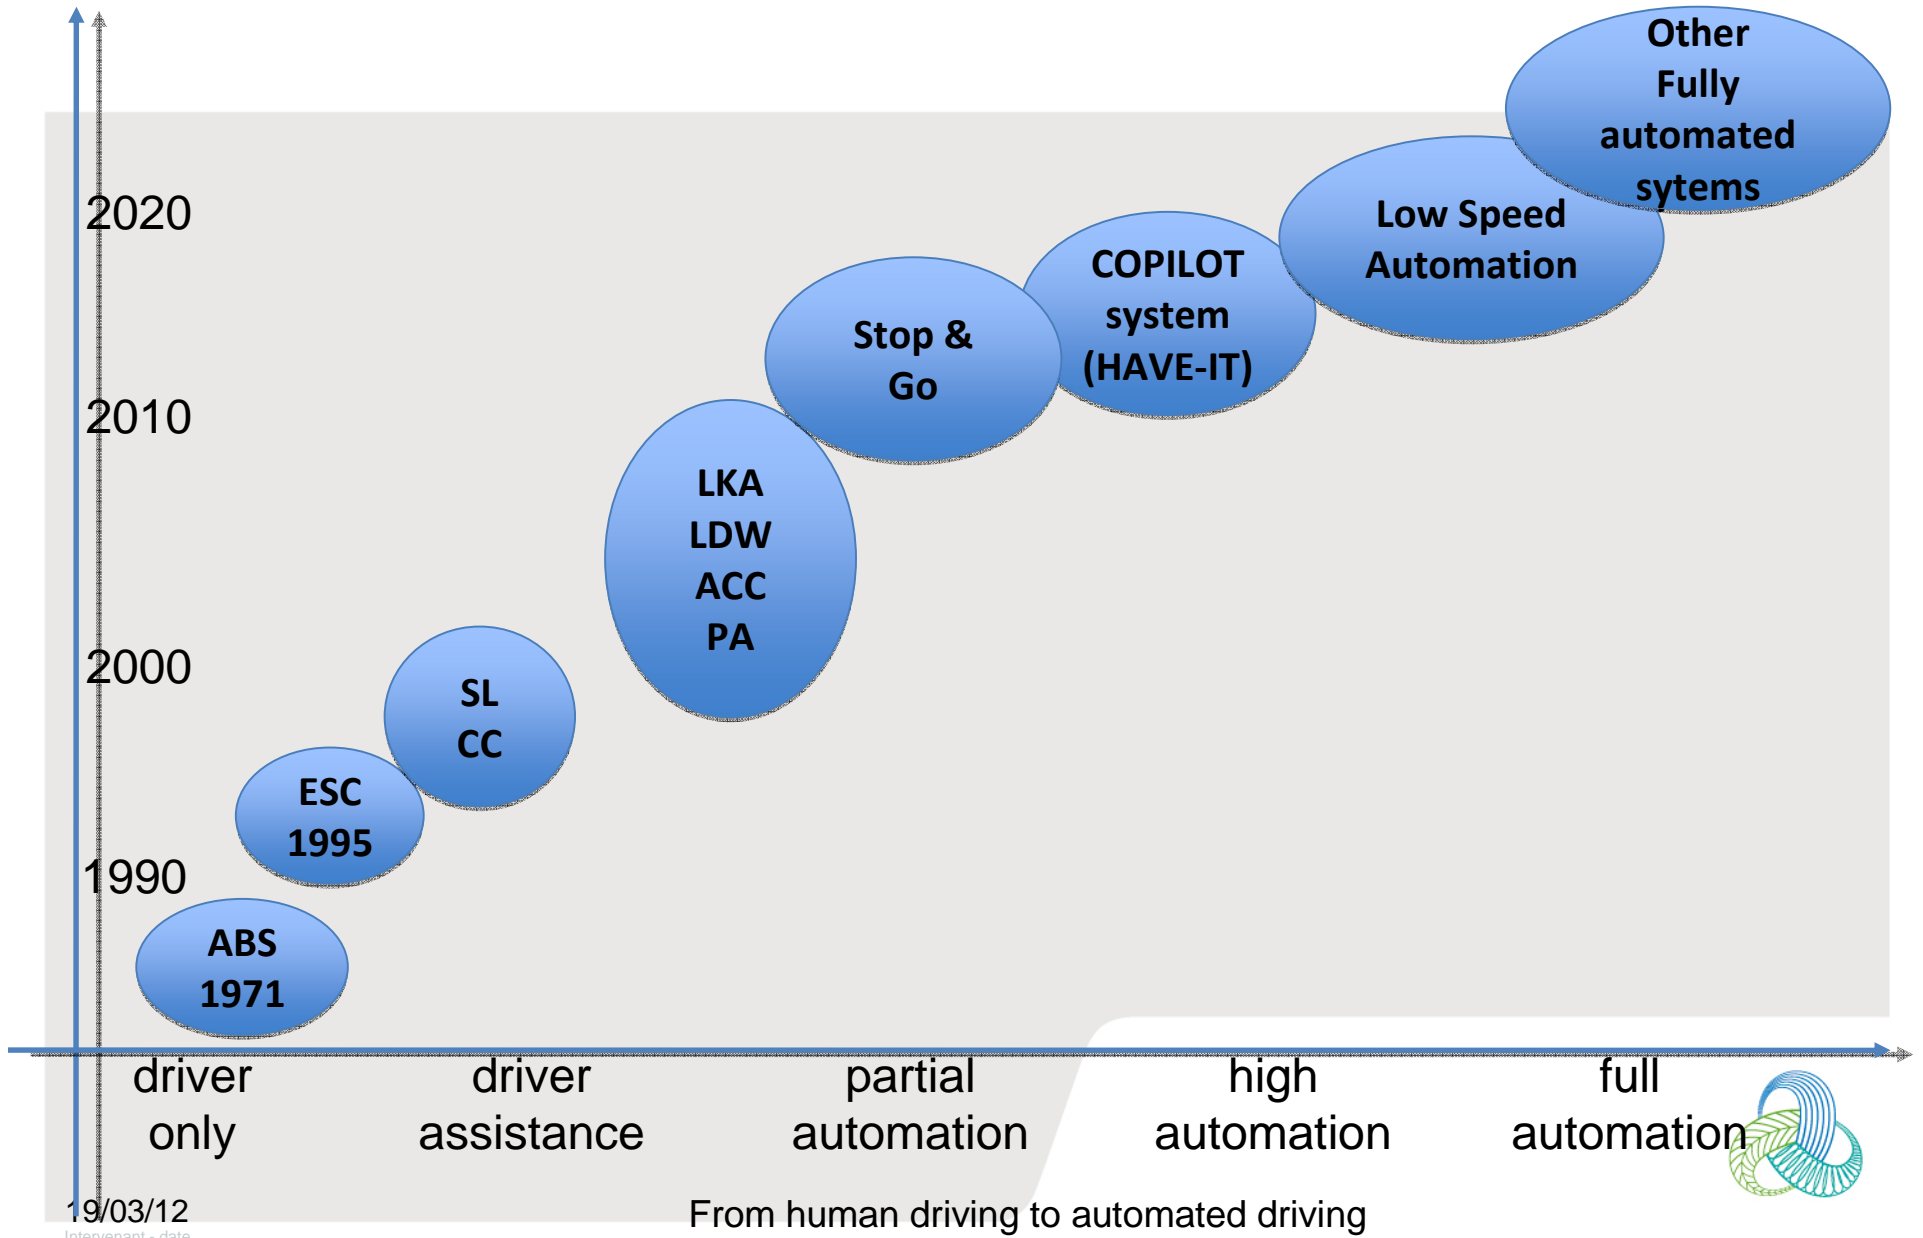 Other
Fully
automated
sytems
2020
Low Speed
Automation
COPILOT
system
(HAVE-IT)
Stop &
Go
2010
LKA
LDW
ACC
PA
2000
SL
CC
ESC
1995
1990
ABS
1971
driver
only
driver
assistance
partial
automation
high
automation
full
automation
19/03/12
From human driving to automated driving
Intervenant - date